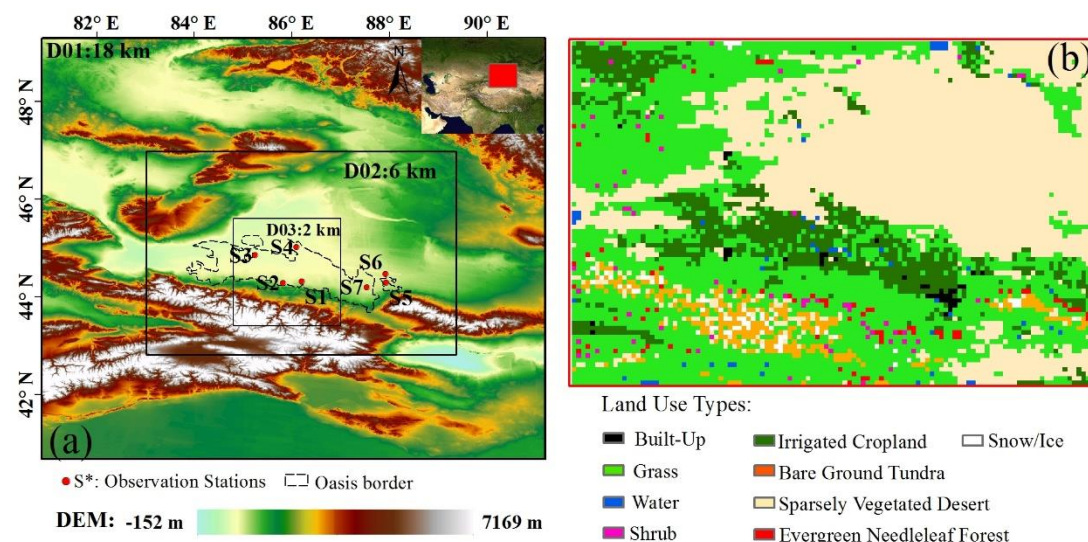 82° E 84° E 86° E 88° E 90° E
D01:18 km
N
(b)
48° N
D02:6 km
46° N
D03:2 km
S4
S3
S6
S2
S1
S7
S5
44° N
42° N
(a)
S*: Observation Stations Oasis border
DEM: -152 m 7169 m
Land Use Types:
Built-Up Irrigated Cropland Snow/Ice
Grass Bare Ground Tundra
Water Sparsely Vegetated Desert
Shrub Evergreen Needleleaf Forest